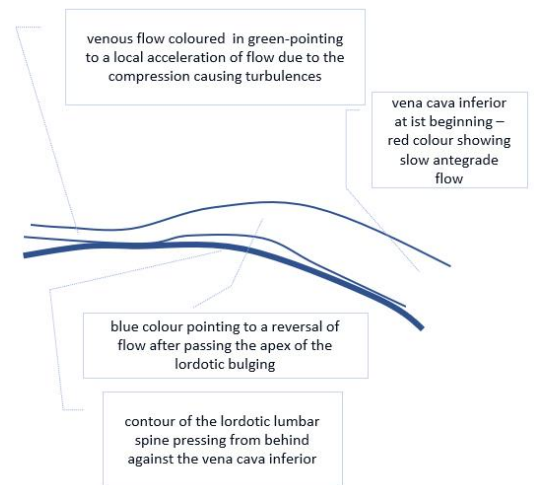 venous flow coloured in green-pointing
to a local acceleration of flow due to the
compression causing turbulences
vena cava inferior
at ist beginning –
red colour showing
slow antegrade
flow
blue colour pointing to a reversal of
flow after passing the apex of the
lordotic bulging
contour of the lordotic lumbar
spine pressing from behind
against the vena cava inferior